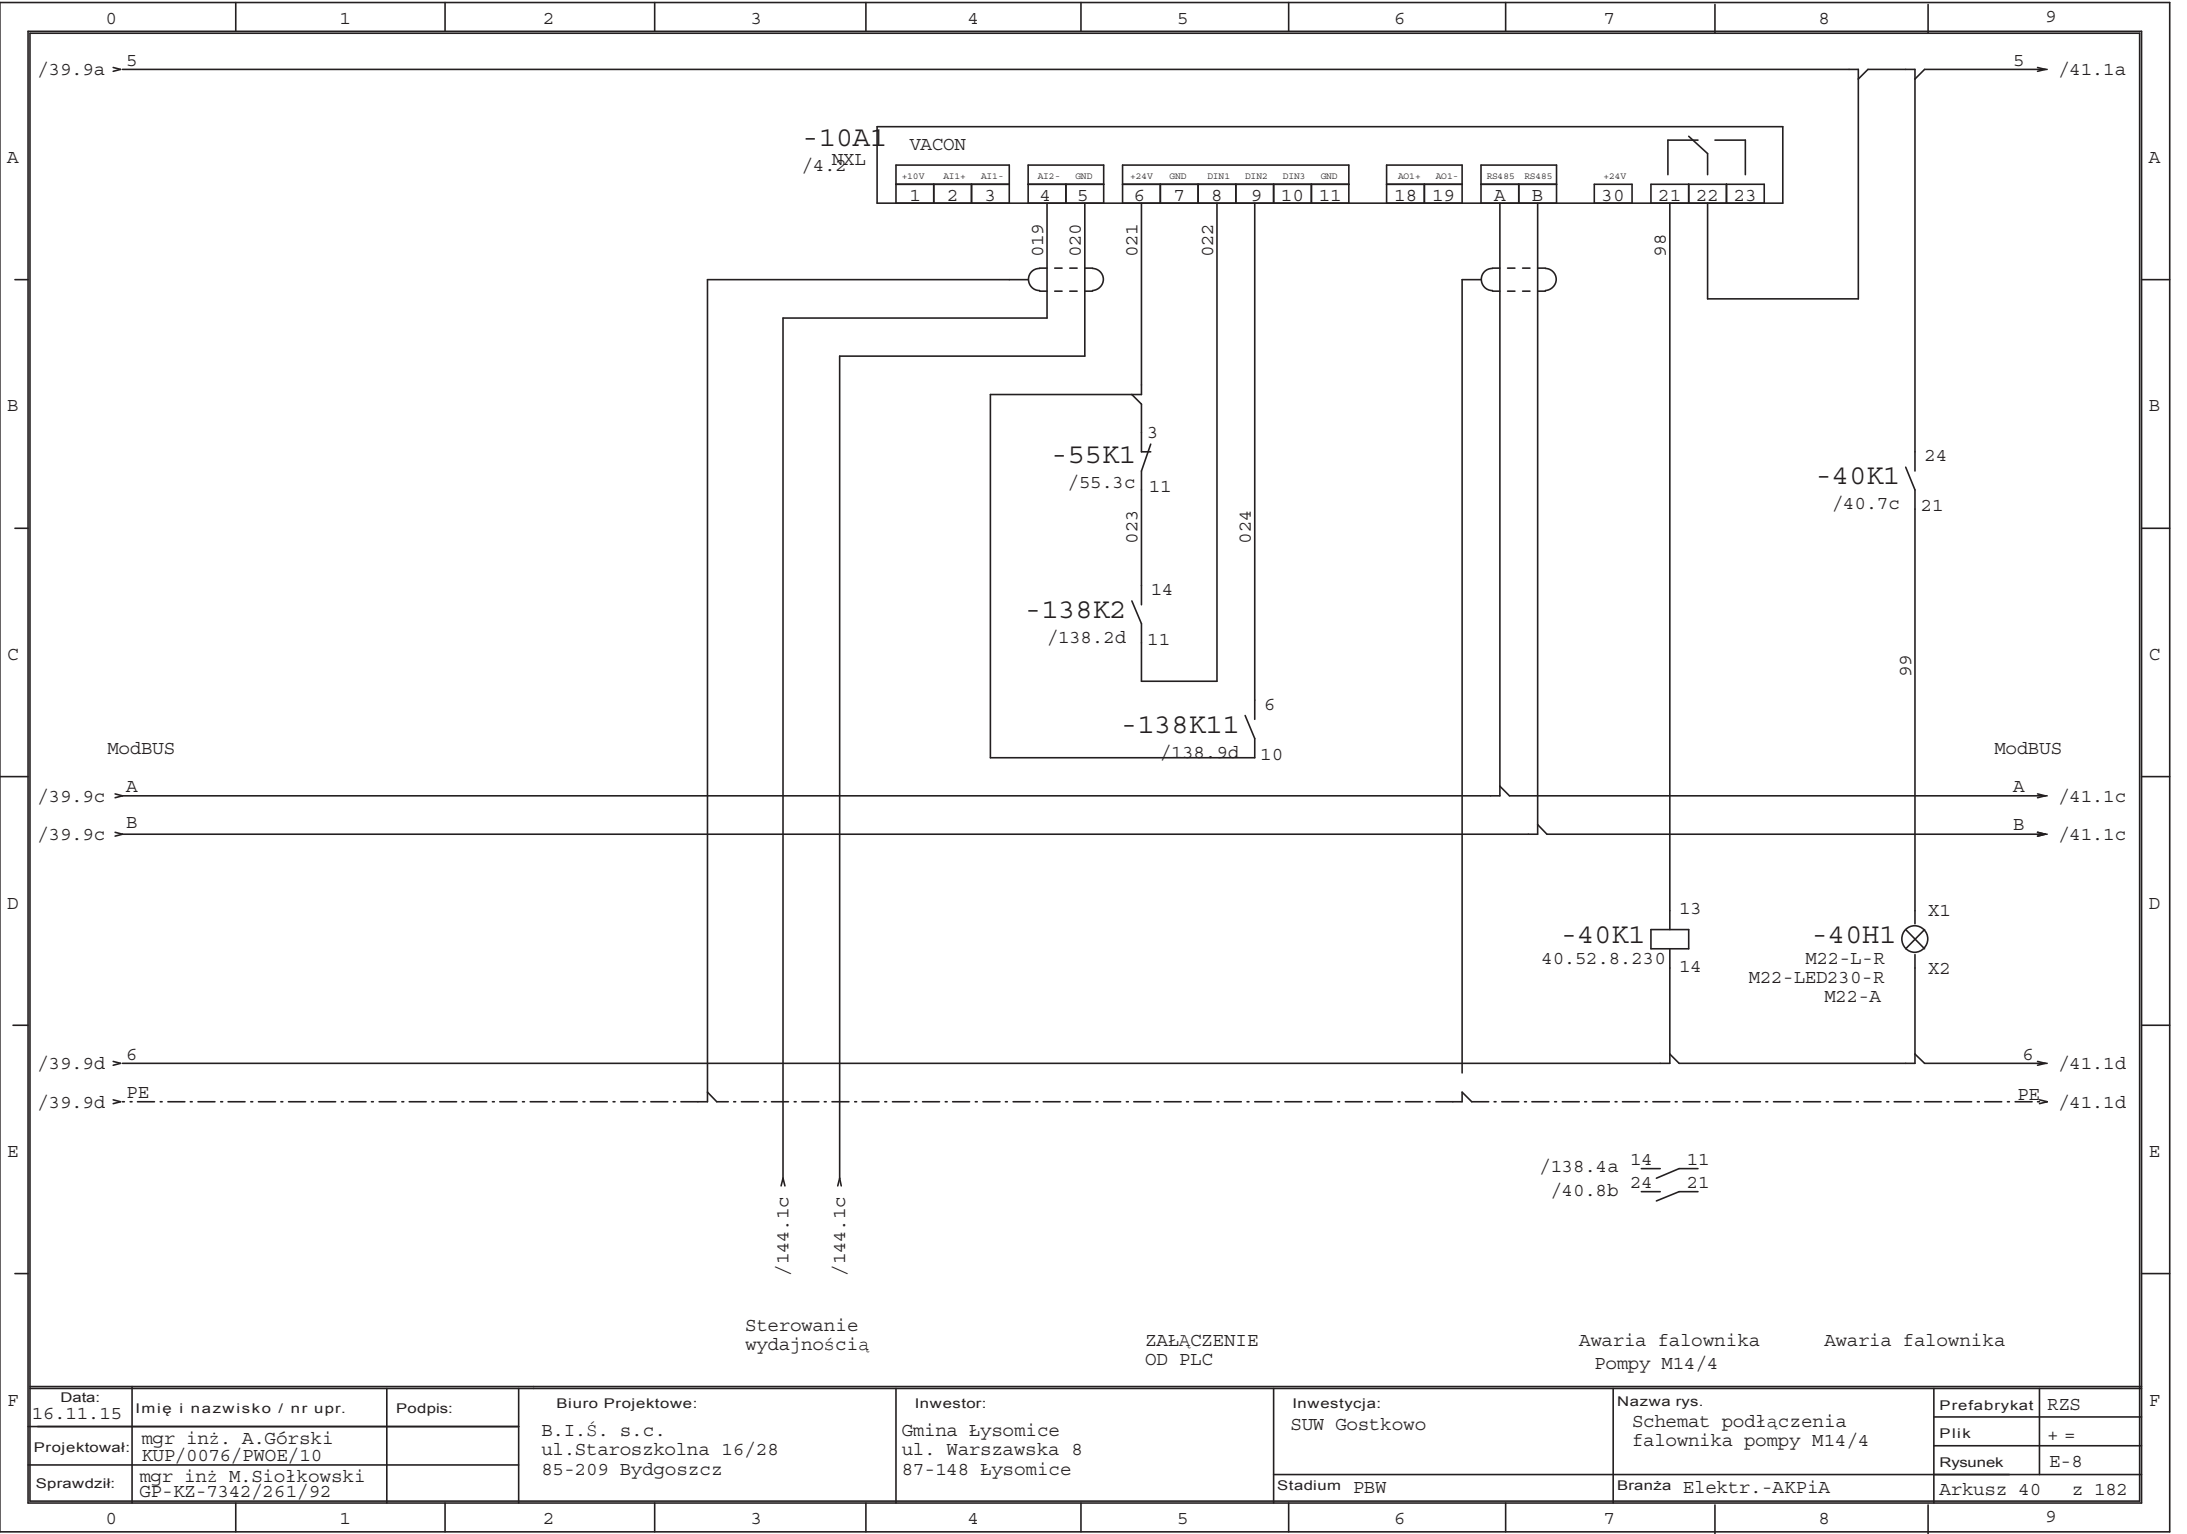 0 1 2 3 4 5 6 7 8 9
/39.9a 5 5 /41.1a
A A
-10A1
/4.2 NXL
VACON
+10V AI1+ AI1- AI2- GND +24V GND DIN1 DIN2 DIN3 GND AO1+ AO1- RS485 RS485 +24V
1 2 3 4 5 6 7 8 9 10 11 18 19 A B 30 21 22 23
019 020 021 022 98
B B
3
-55K1
/55.3c 11
24
-40K1
/40.7c 21
023 024
14
-138K2
/138.2d 11
C C
99
6
-138K11
/138.9d 10
ModBUS ModBUS
/39.9c A A /41.1c
/39.9c B B /41.1c
D D
13
-40K1
40.52.8.230
14
X1
-40H1
M22-L-R
X2
M22-LED230-R
M22-A
/39.9d 6 6 /41.1d
/39.9d PE PE /41.1d
E E
/138.4a 14 11
/40.8b 24 21
/144.1c /144.1c
Sterowanie
wydajnością
ZAŁĄCZENIE
OD PLC
Awaria falownika
Pompy M14/4
Awaria falownika
F F
Data:
16.11.15
Imię i nazwisko / nr upr.
Podpis:
Projektował:
mgr inż. A.Górski
KUP/0076/PWOE/10
Sprawdził:
mgr inż M.Siołkowski
GP-KZ-7342/261/92
Biuro Projektowe:
B.I.Ś. s.c.
ul.Staroszkolna 16/28
85-209 Bydgoszcz
Inwestor:
Gmina Łysomice
ul. Warszawska 8
87-148 Łysomice
Inwestycja:
SUW Gostkowo
Stadium PBW
Nazwa rys.
Schemat podłączenia
falownika pompy M14/4
Branża Elektr.-AKPiA
Prefabrykat RZS
Plik + =
Rysunek E-8
Arkusz 40 z 182
0 1 2 3 4 5 6 7 8 9